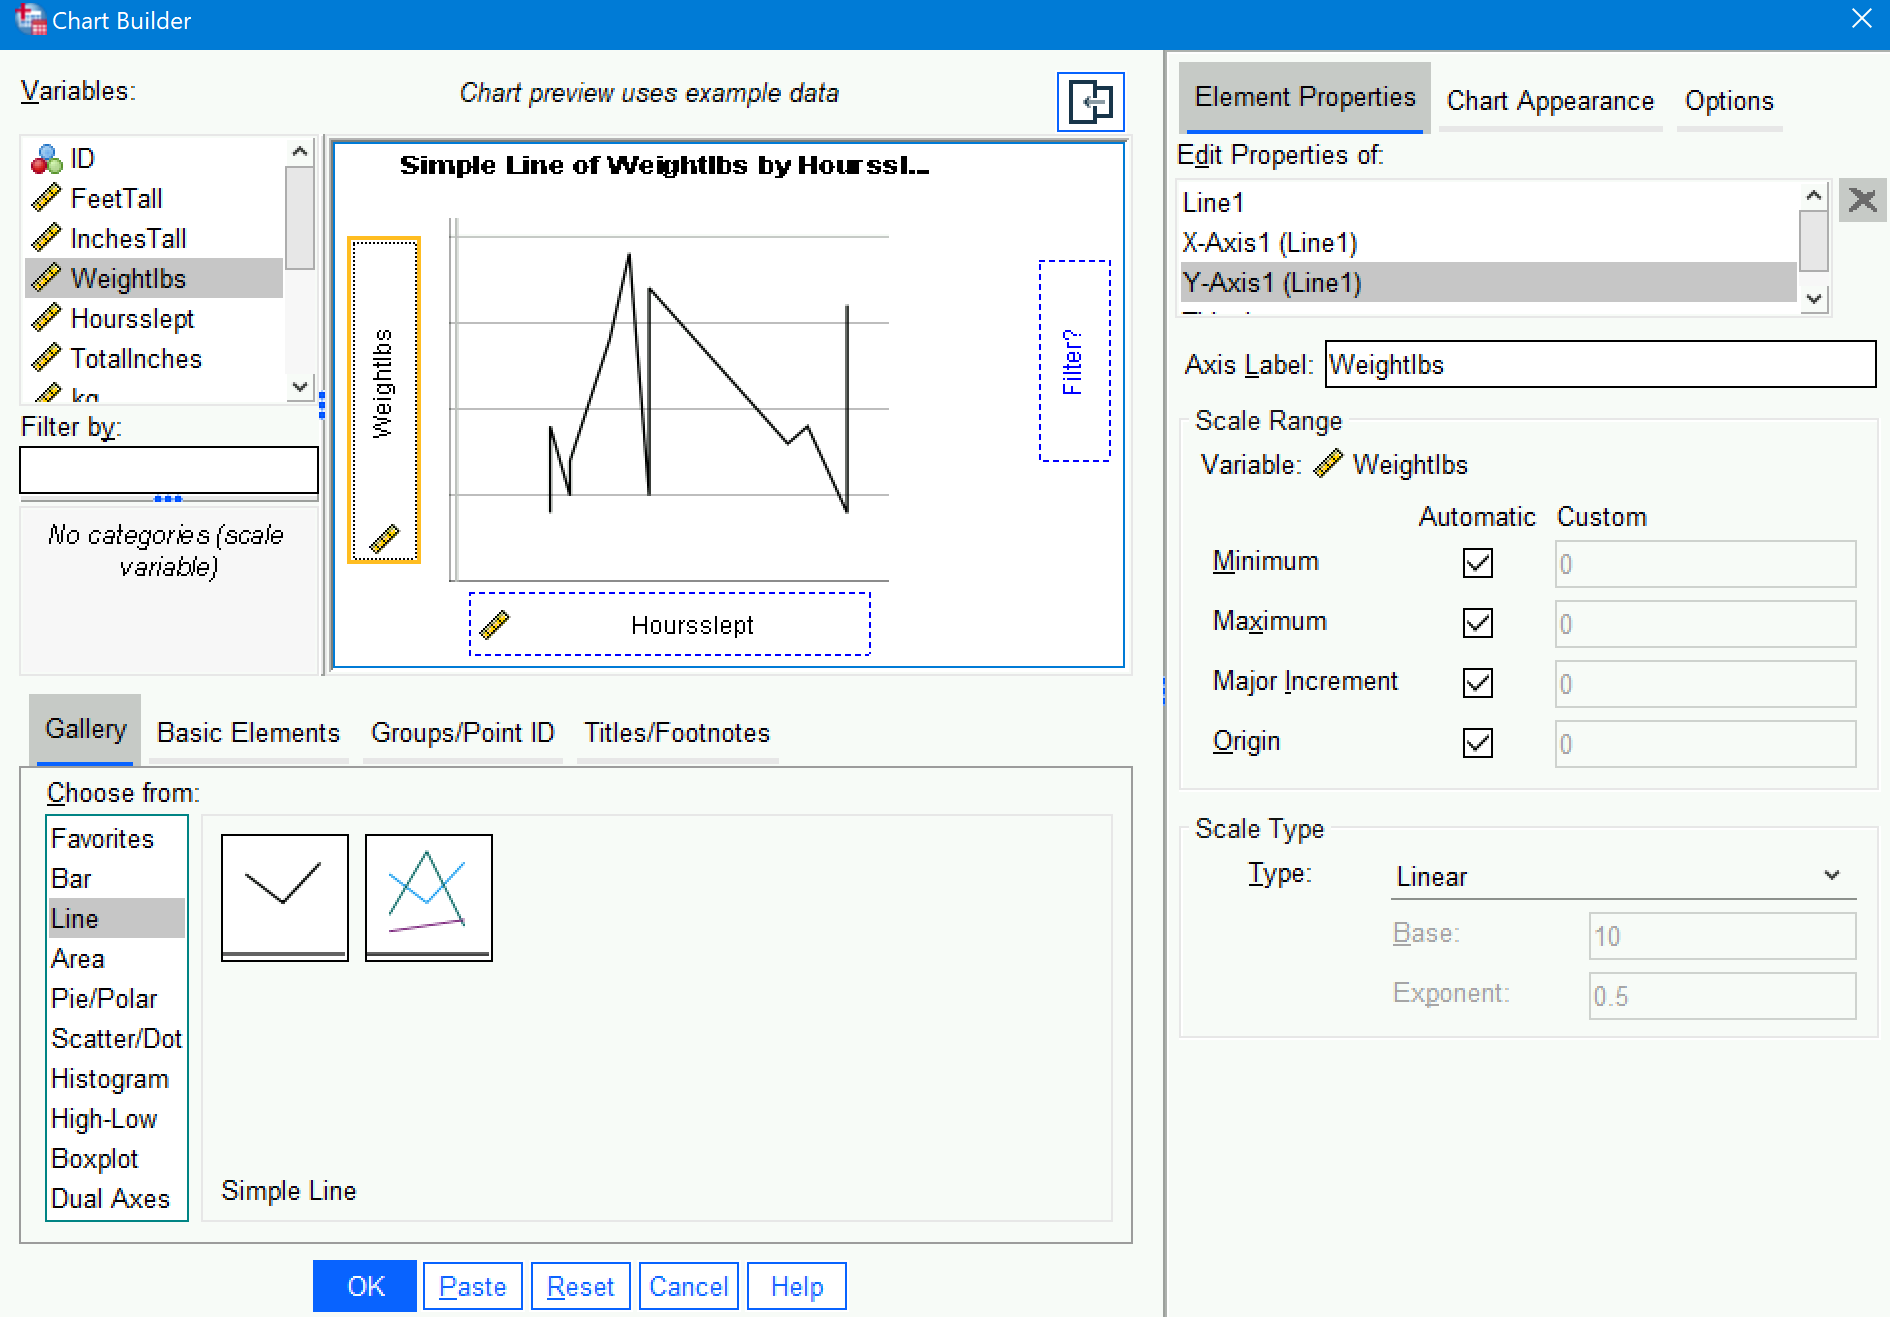 Chart Builder
Variables:
Chart preview uses example data
ID
FeetTall
InchesTall
Weightlbs
Hoursslept
TotalInches
kg
Filter by:
No categories (scale
variable)
Simple Line of Weightlbs by Hourssl...
Weightlbs
Filter?
Hoursslept
Gallery
Basic Elements
Groups/Point ID
Titles/Footnotes
Choose from:
Favorites
Bar
Line
Area
Pie/Polar
Scatter/Dot
Histogram
High-Low
Boxplot
Dual Axes
Simple Line
OK
Paste
Reset
Cancel
Help
Element Properties
Chart Appearance
Options
Edit Properties of:
Line1
X-Axis1 (Line1)
Y-Axis1 (Line1)
Axis Label: Weightlbs
Scale Range
Variable: Weightlbs
Automatic Custom
Minimum 0
Maximum 0
Major Increment 0
Origin 0
Scale Type
Type: Linear
Base: 10
Exponent: 0.5